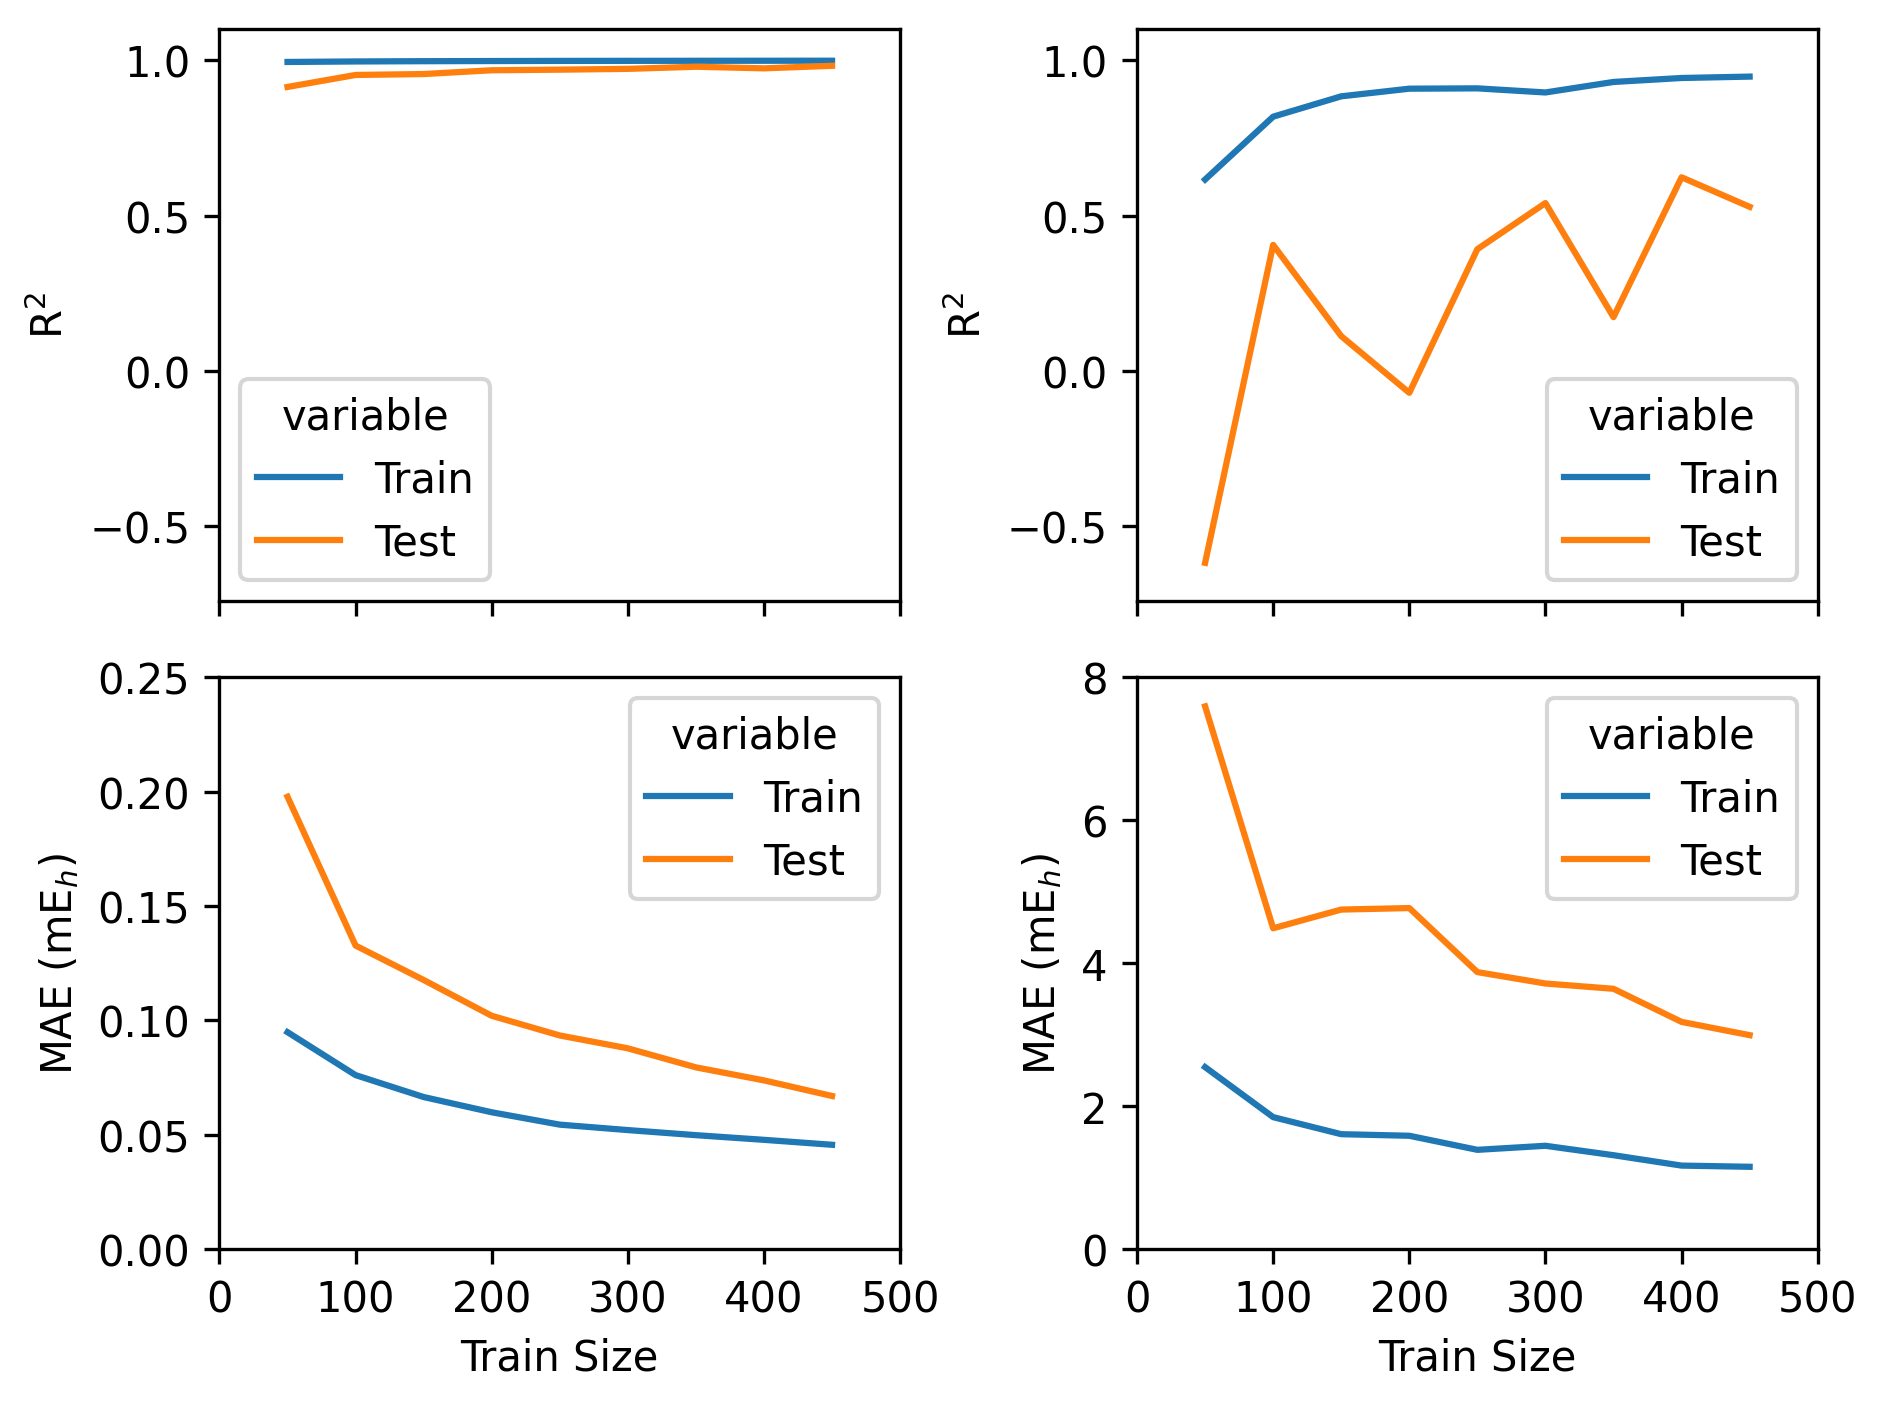 1.0
0.5
0.0
−0.5
R²
variable
Train
Test
1.0
0.5
0.0
−0.5
R²
variable
Train
Test
0.25
0.20
0.15
0.10
0.05
0.00
MAE (mEₕ)
variable
Train
Test
0 100 200 300 400 500
Train Size
8
6
4
2
0
MAE (mEₕ)
variable
Train
Test
0 100 200 300 400 500
Train Size